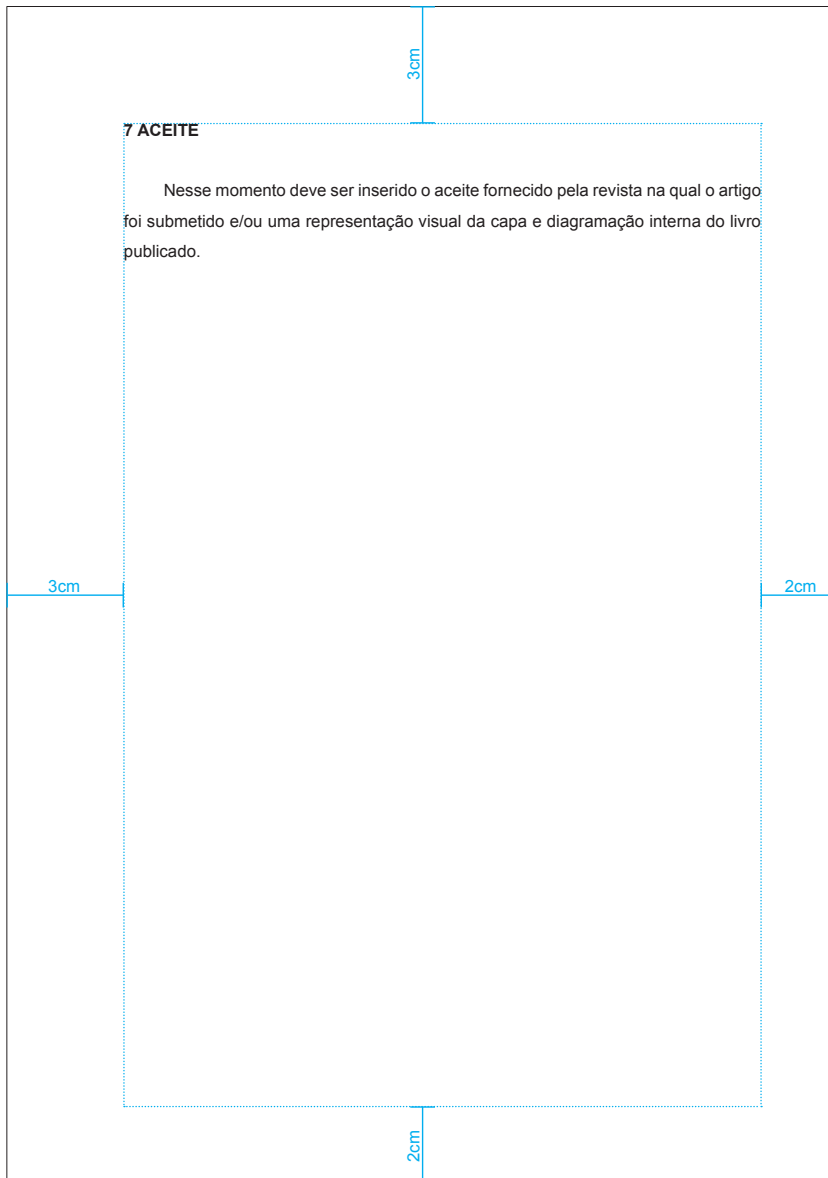 3cm
7 ACEITE
Nesse momento deve ser inserido o aceite fornecido pela revista na qual o artigo
foi submetido e/ou uma representação visual da capa e diagramação interna do livro
publicado.
3cm
2cm
2cm